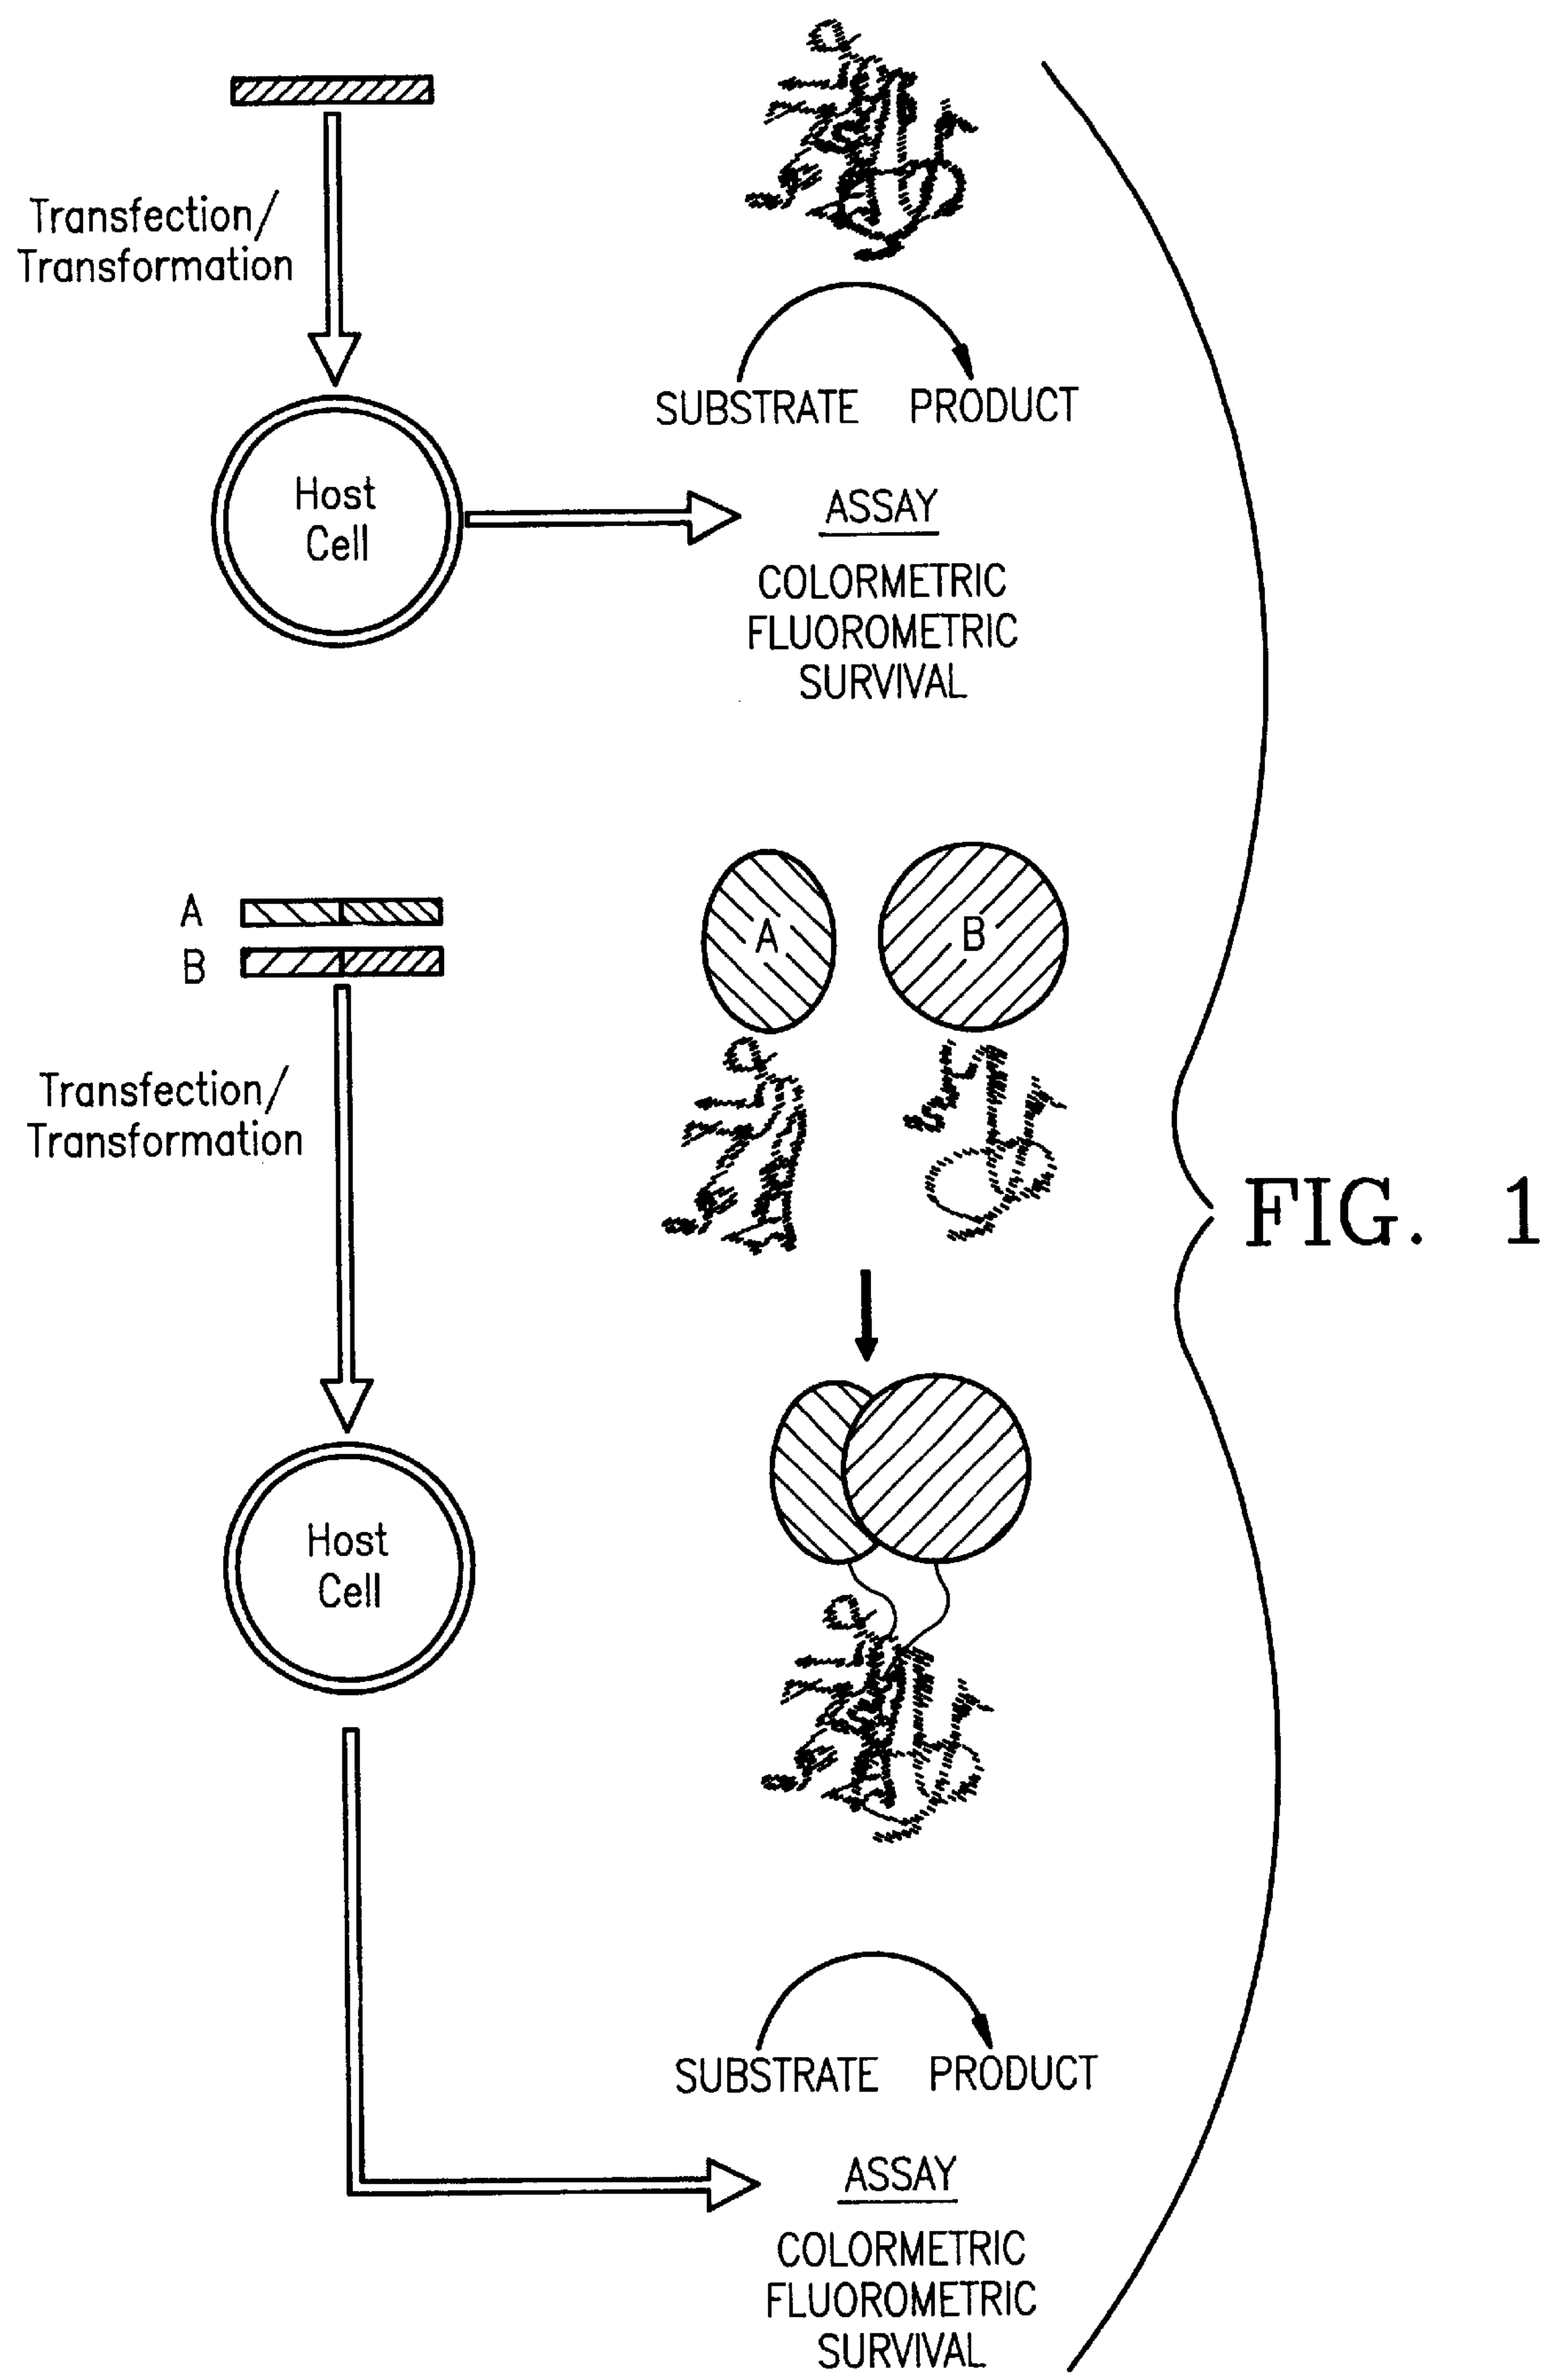 Transfection/
Transformation
Host
Cell
SUBSTRATE PRODUCT
ASSAY
COLORMETRIC
FLUOROMETRIC
SURVIVAL
A
B
A B
Transfection/
Transformation
FIG. 1
Host
Cell
SUBSTRATE PRODUCT
ASSAY
COLORMETRIC
FLUOROMETRIC
SURVIVAL